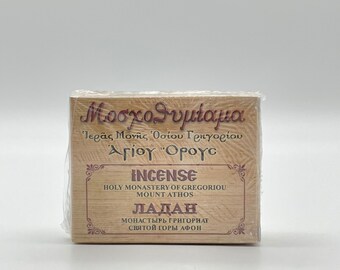 Μοσχοθυμίαμα
Ἱερᾶς Μονῆς Ὁσίου Γρηγορίου
Ἁγίου Ὄρους
INCENSE
HOLY MONASTERY OF GREGORIOU
MOUNT ATHOS
ЛАДАН
МОНАСТЫРЬ ГРИГОРИАТ
СВЯТОЙ ГОРЫ АФОН